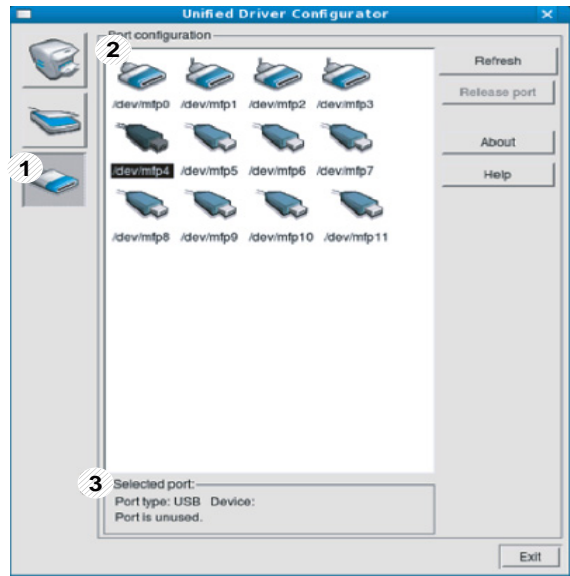 Unified Driver Configurator
Port configuration
2
Refresh
/dev/mfp0 /dev/mfp1 /dev/mfp2 /dev/mfp3
Release port
About
1
/dev/mfp4 /dev/mfp5 /dev/mfp6 /dev/mfp7
Help
/dev/mfp8 /dev/mfp9 /dev/mfp10 /dev/mfp11
3
Selected port:
Port type: USB Device:
Port is unused.
Exit